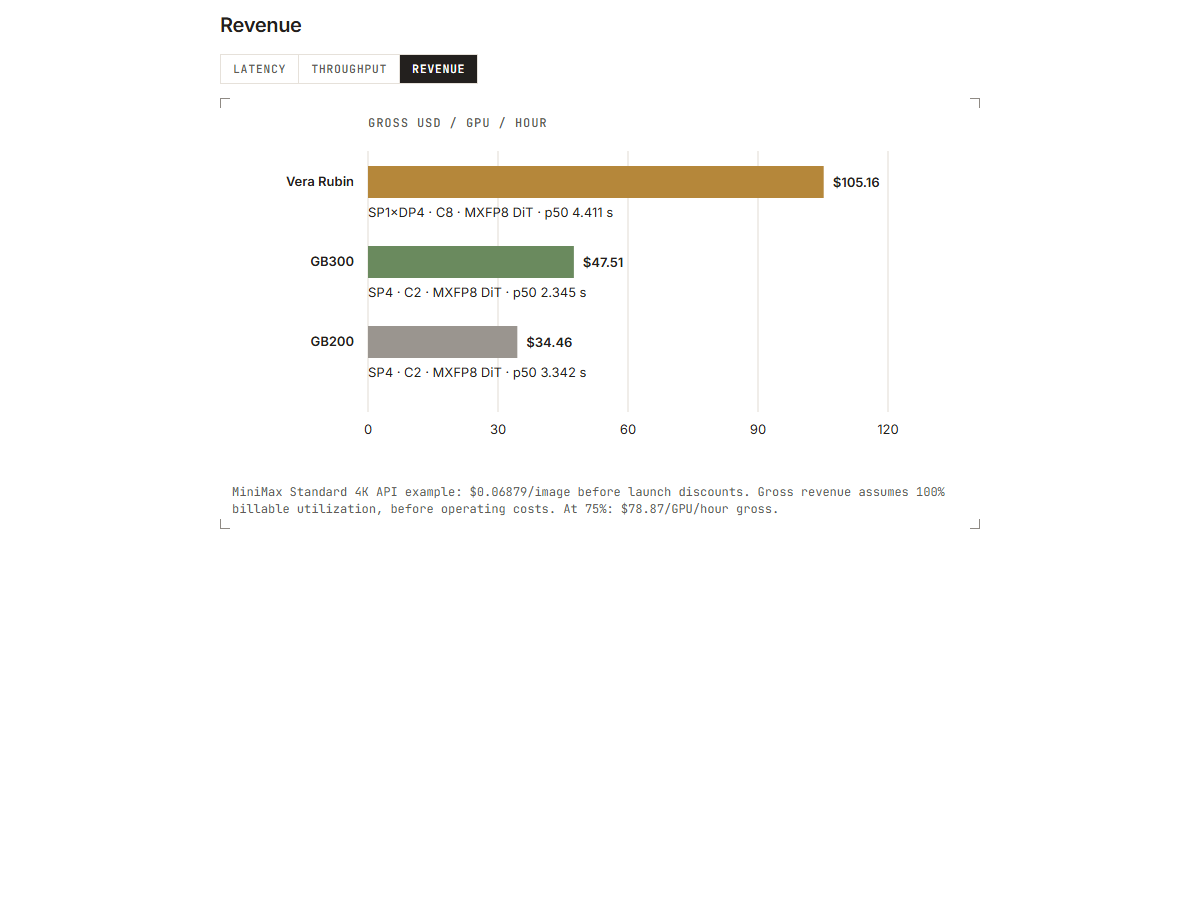 Revenue
LATENCY THROUGHPUT REVENUE
GROSS USD / GPU / HOUR
Vera Rubin $105.16
SP1×DP4 · C8 · MXFP8 DiT · p50 4.411 s
GB300 $47.51
SP4 · C2 · MXFP8 DiT · p50 2.345 s
GB200 $34.46
SP4 · C2 · MXFP8 DiT · p50 3.342 s
0 30 60 90 120
MiniMax Standard 4K API example: $0.06879/image before launch discounts. Gross revenue assumes 100%
billable utilization, before operating costs. At 75%: $78.87/GPU/hour gross.